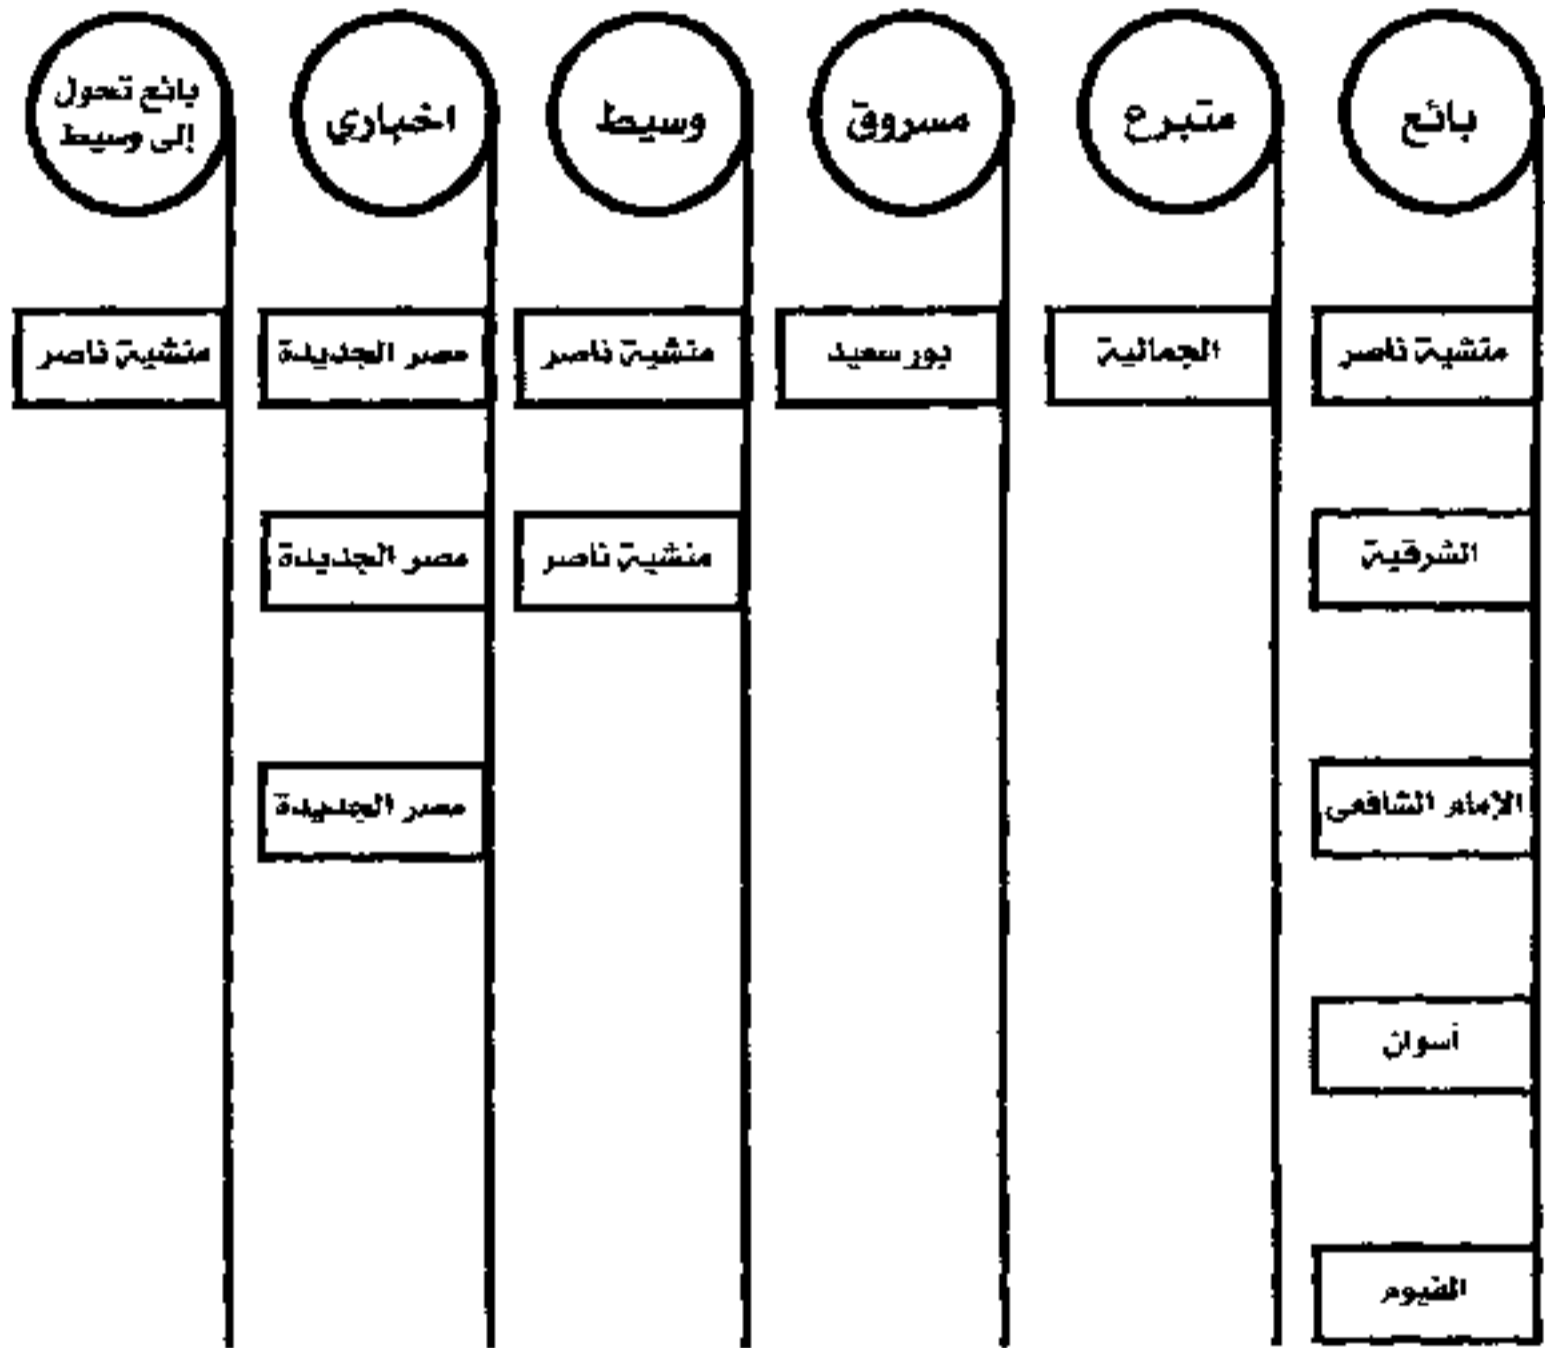 بائع
متبرع
مسروق
وسيط
اخباري
بائع تحول
إلى وسيط
منشية ناصر
الجمالية
بورسعيد
منشية ناصر
مصر الجديدة
منشية ناصر
الشرقية
منشية ناصر
مصر الجديدة
الإمام الشافعى
مصر الجديدة
أسوان
الفيوم